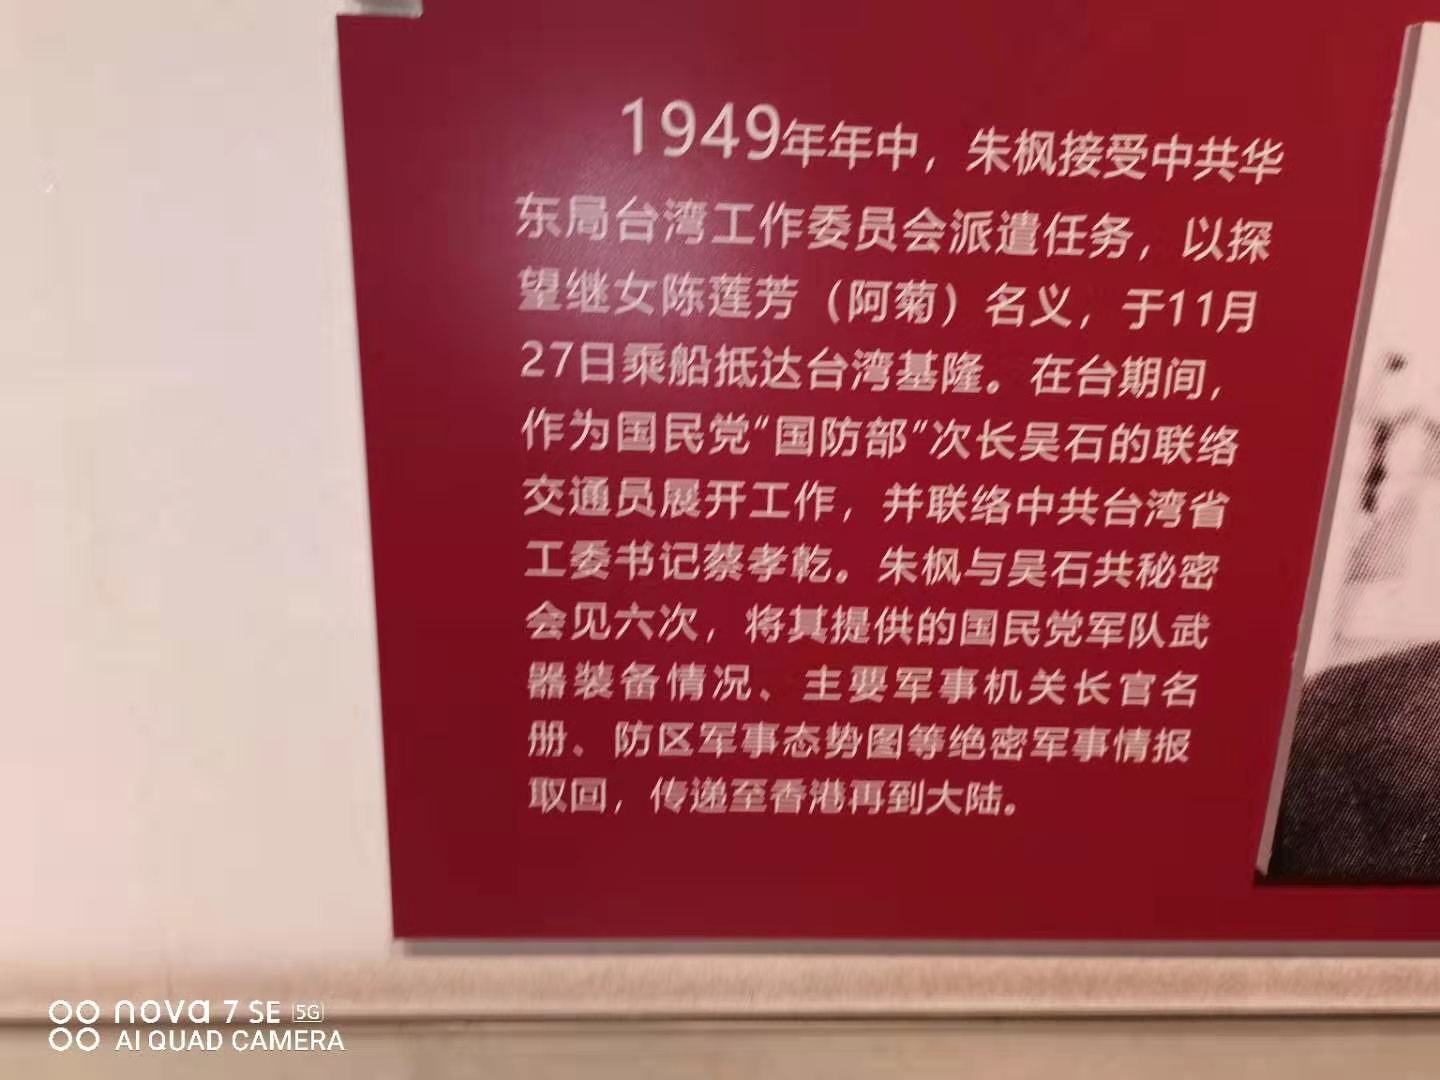 1949年年中，朱枫接受中共华
东局台湾工作委员会派遣任务，以探
望继女陈莲芳（阿菊）名义，于11月
27日乘船抵达台湾基隆。在台期间，
作为国民党“国防部”次长吴石的联络
交通员展开工作，并联络中共台湾省
工委书记蔡孝乾。朱枫与吴石共秘密
会见六次，将其提供的国民党军队武
器装备情况、主要军事机关长官名
册、防区军事态势图等绝密军事情报
取回，传递至香港再到大陆。
nova 7 SE 5G
AI QUAD CAMERA